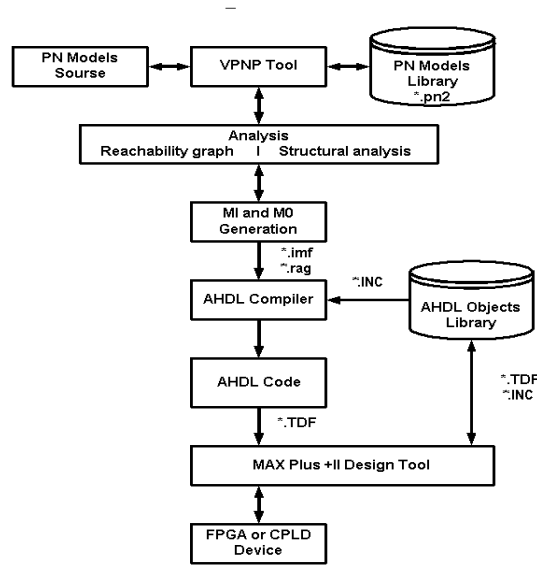 PN Models
Sourse
VPNP Tool
PN Models
Library
*.pn2
Analysis
Reachability graph | Structural analysis
MI and M0
Generation
*.imf
*.rag
AHDL Compiler
*.INC
AHDL Objects
Library
AHDL Code
*.TDF
*.INC
*.TDF
MAX Plus +II Design Tool
FPGA or CPLD
Device